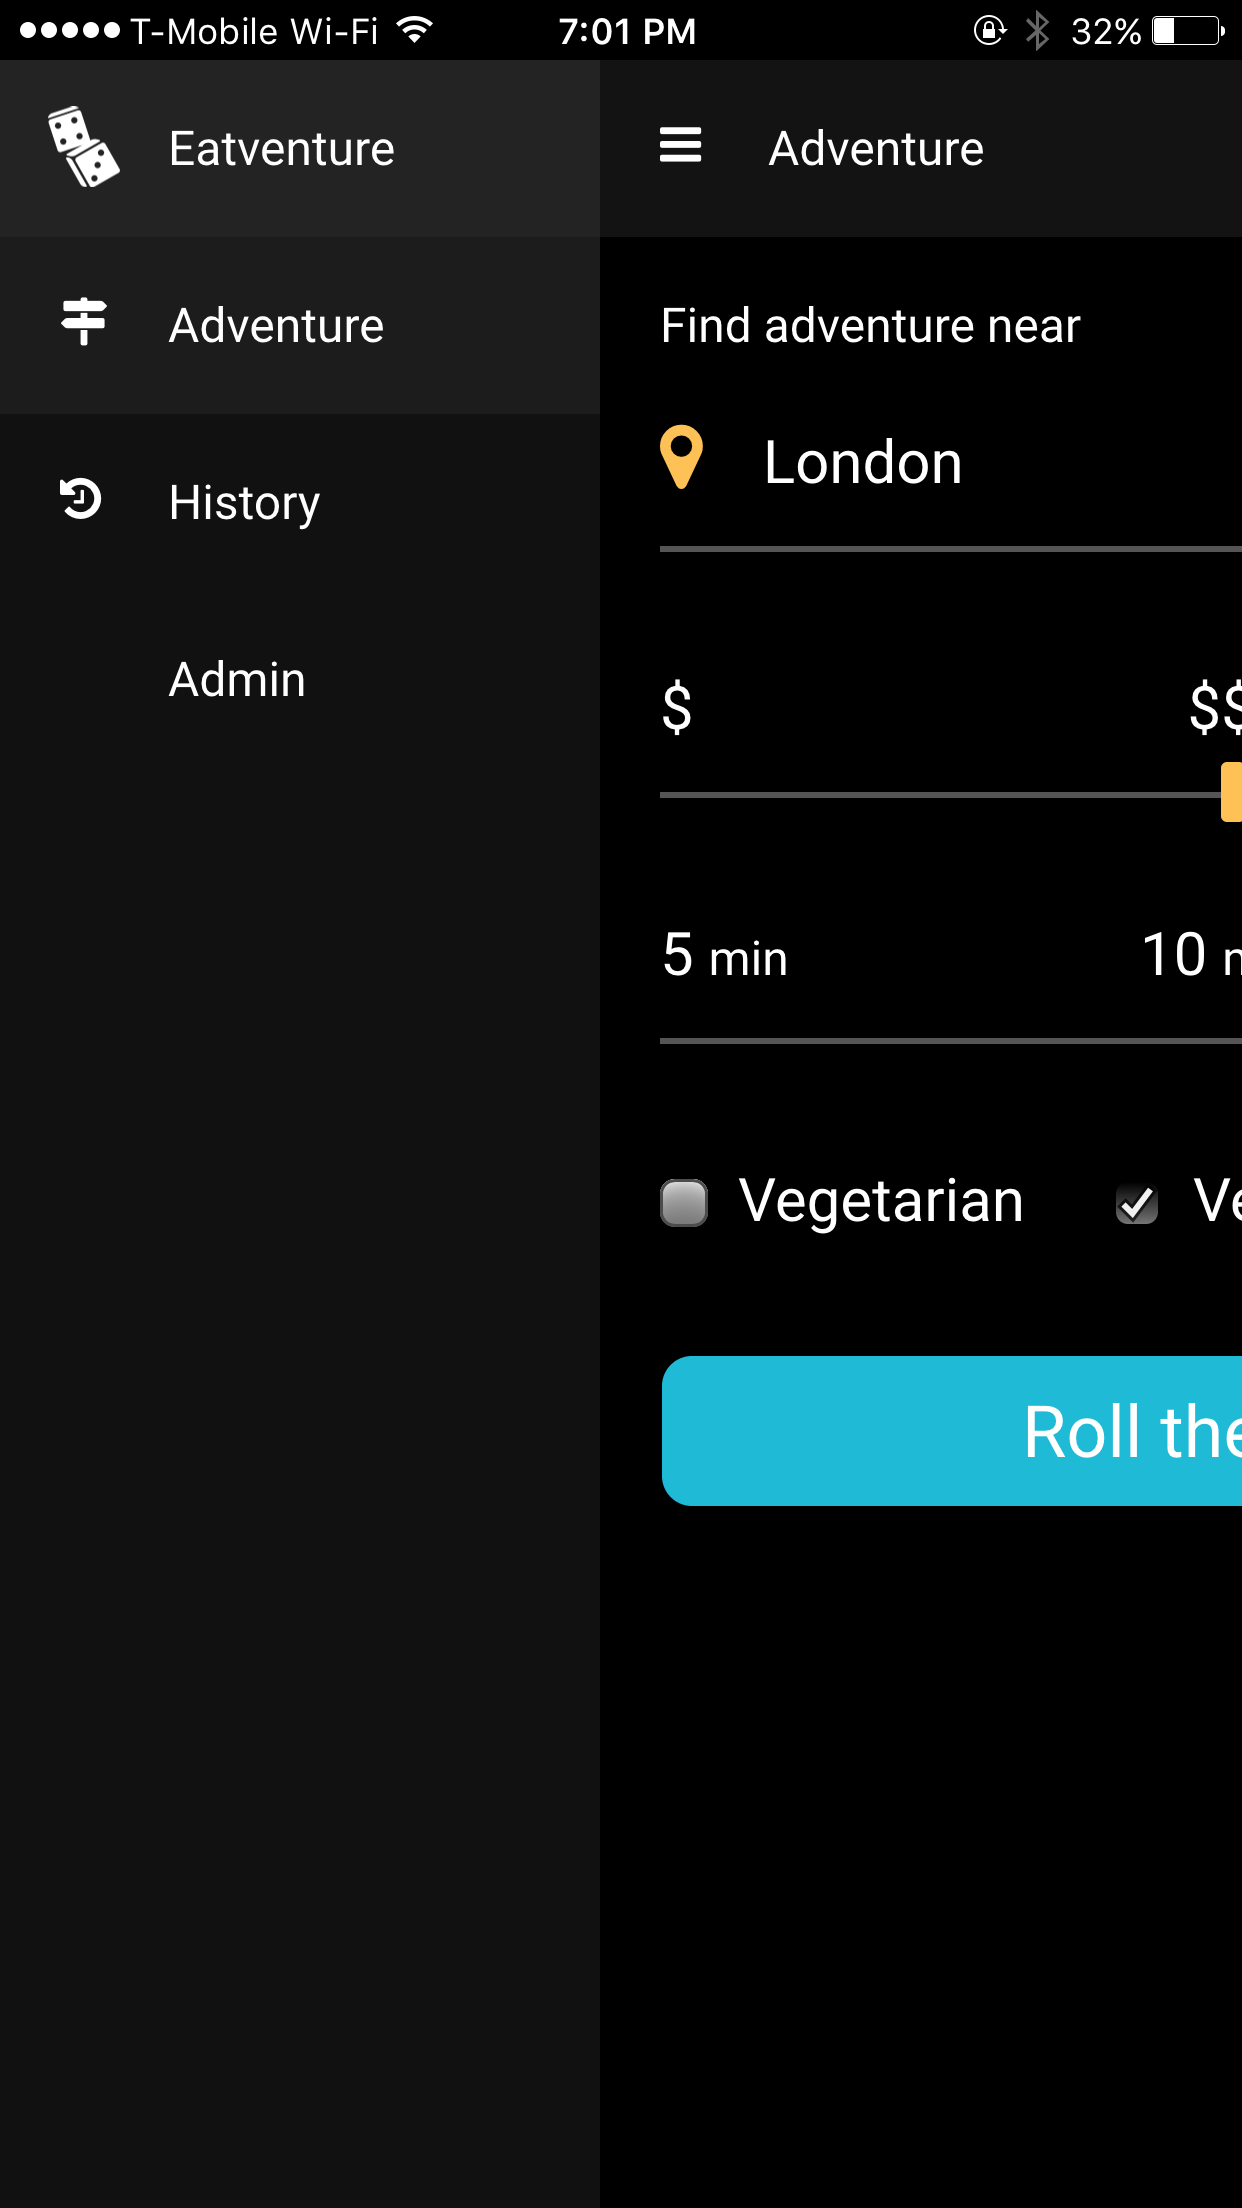 T-Mobile Wi-Fi 7:01 PM 32%
Eatventure
Adventure
History
Admin
Adventure
Find adventure near
London
$ $$
5 min 10
Vegetarian
Roll the